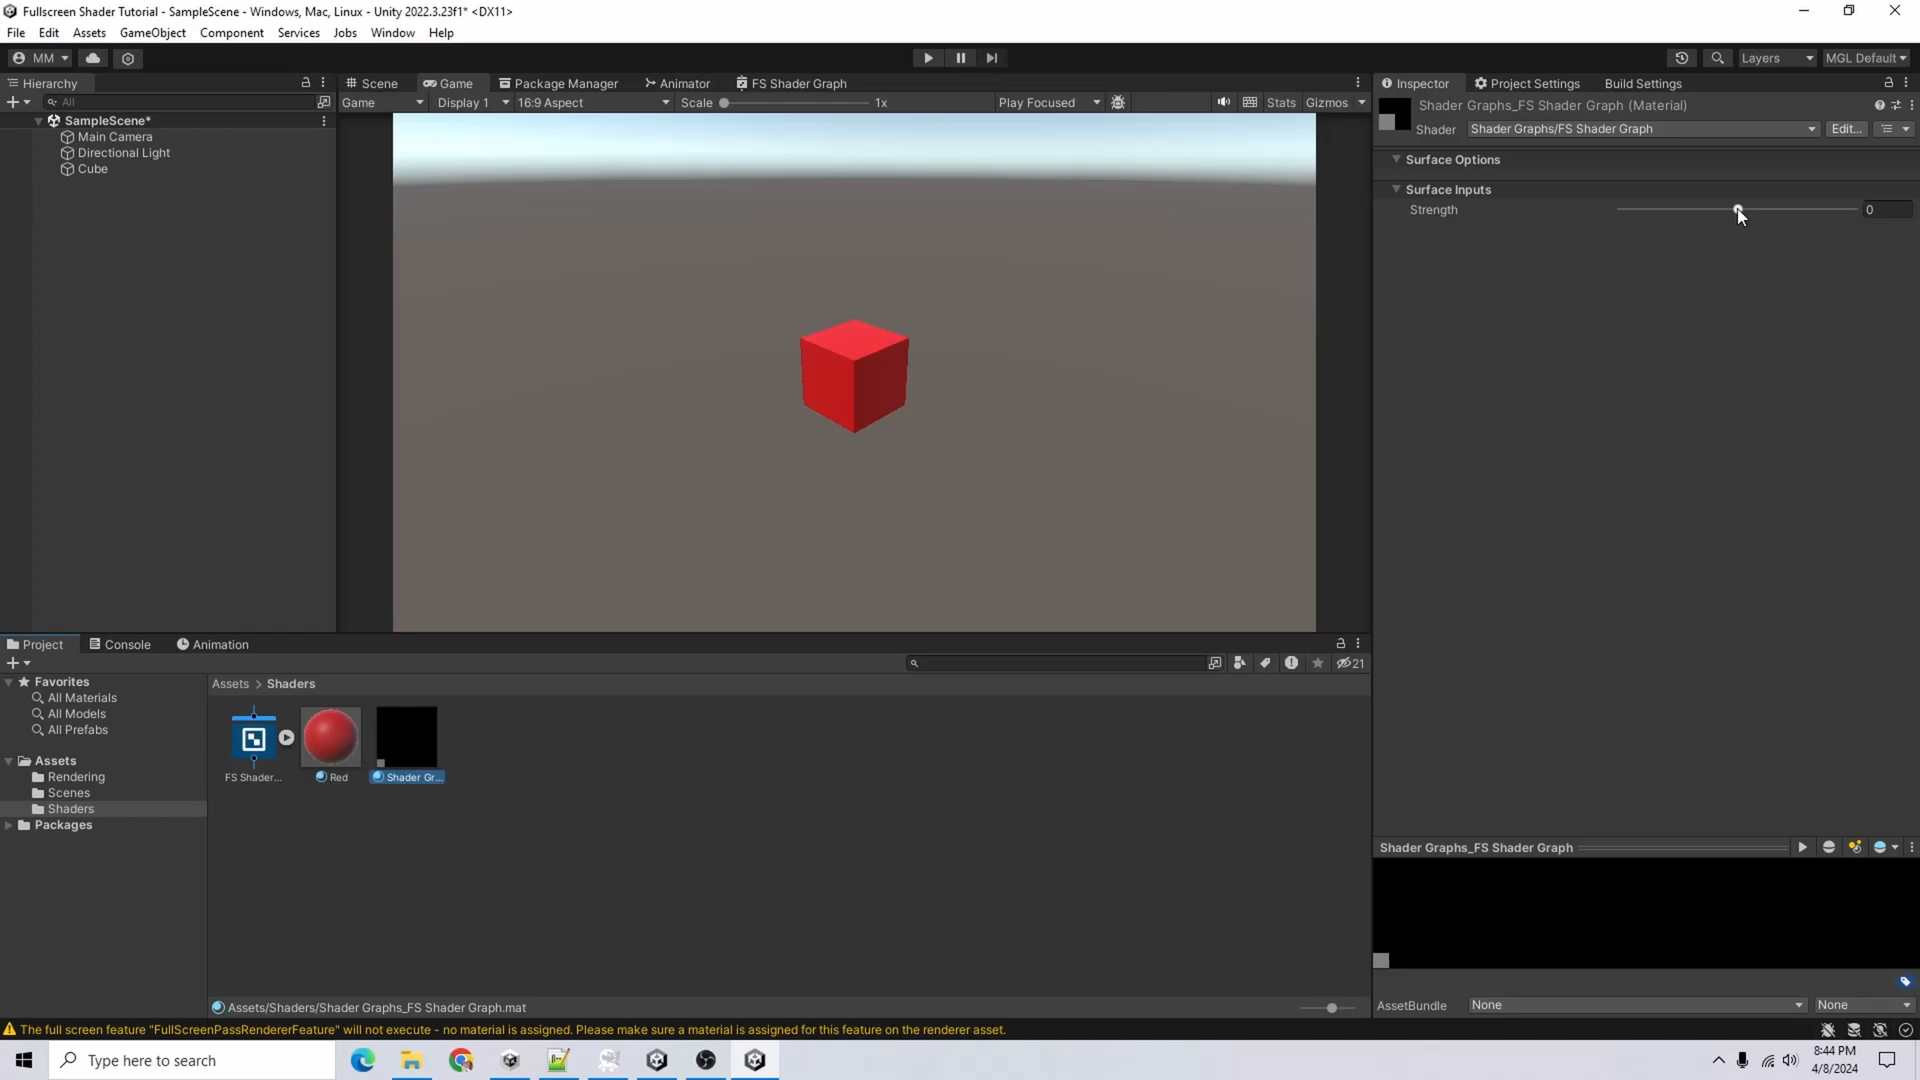 Fullscreen Shader Tutorial - SampleScene - Windows, Mac, Linux - Unity 2022.3.23f1* <DX11>
File Edit Assets GameObject Component Services Jobs Window Help
MM Layers MGL Default
Hierarchy Scene Game Package Manager Animator FS Shader Graph Inspector Project Settings Build Settings
All Game Display 1 16:9 Aspect Scale 1x Play Focused Stats Gizmos
Shader Graphs_FS Shader Graph (Material)
Shader Shader Graphs/FS Shader Graph Edit...
SampleScene*
Main Camera
Directional Light
Cube
Surface Options
Surface Inputs
Strength 0
Project Console Animation
21
Favorites
All Materials
All Models
All Prefabs
Assets
Rendering
Scenes
Shaders
Packages
Assets > Shaders
FS Shader... Red Shader Gr...
Assets/Shaders/Shader Graphs_FS Shader Graph.mat
Shader Graphs_FS Shader Graph
AssetBundle None None
The full screen feature "FullScreenPassRendererFeature" will not execute - no material is assigned. Please make sure a material is assigned for this feature on the renderer asset.
Type here to search
8:44 PM
4/8/2024